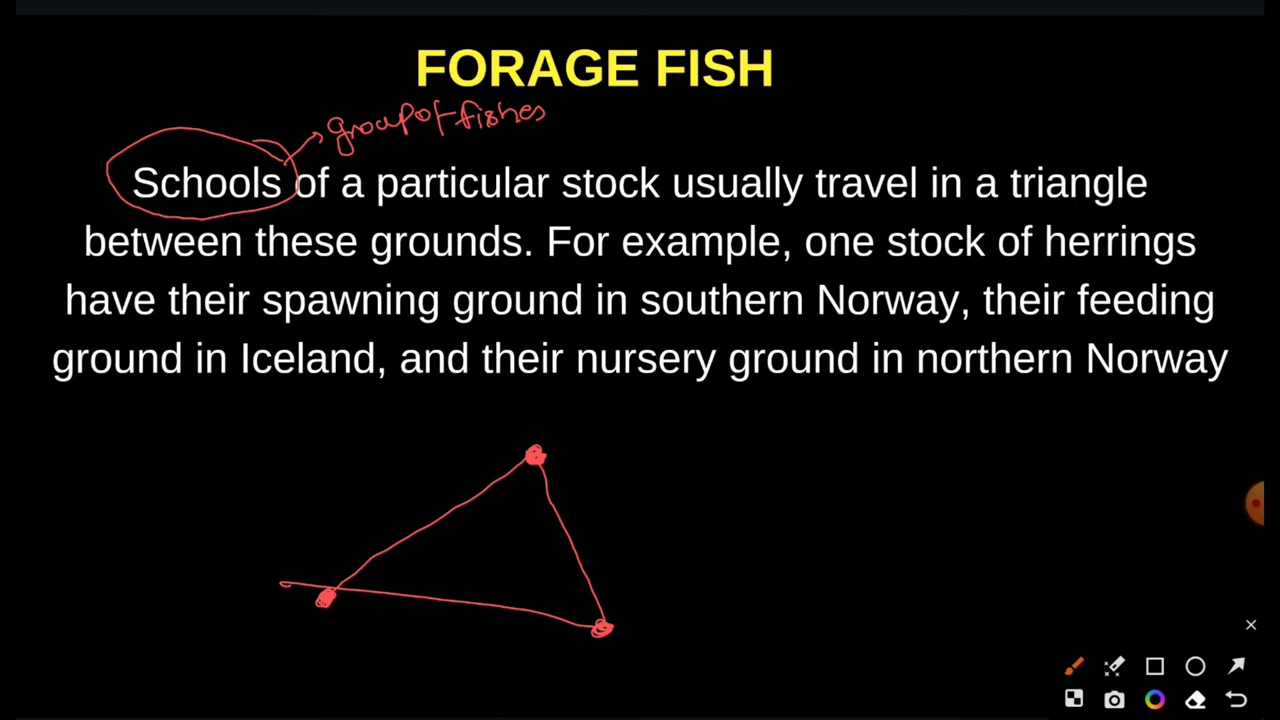 FORAGE FISH
group of fishes
Schools of a particular stock usually travel in a triangle
between these grounds. For example, one stock of herrings
have their spawning ground in southern Norway, their feeding
ground in Iceland, and their nursery ground in northern Norway